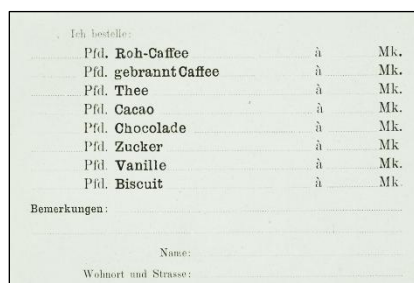 Ich bestelle:
Pfd. Roh-Caffee à Mk.
Pfd. gebrannt Caffee à Mk.
Pfd. Thee à Mk.
Pfd. Cacao à Mk.
Pfd. Chocolade à Mk.
Pfd. Zucker à Mk
Pfd. Vanille à Mk.
Pfd. Biscuit à Mk.
Bemerkungen:
Name:
Wohnort und Strasse: